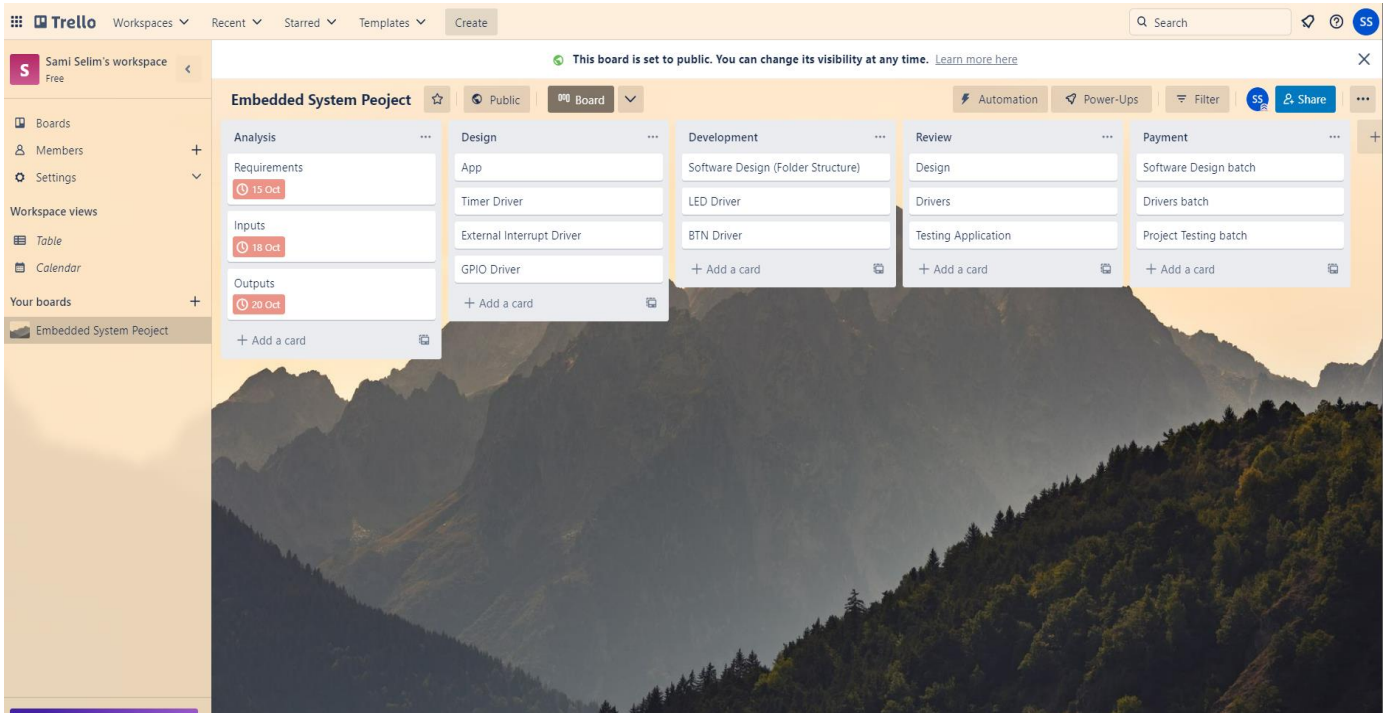 Trello Workspaces Recent Starred Templates Create Search SS
S Sami Selim's workspace
Free
This board is set to public. You can change its visibility at any time. Learn more here
Embedded System Peoject Public Board Automation Power-Ups Filter SS Share
Boards
Members
Settings
Workspace views
Table
Calendar
Your boards
Embedded System Peoject
Analysis
Requirements
15 Oct
Inputs
18 Oct
Outputs
20 Oct
+ Add a card
Design
App
Timer Driver
External Interrupt Driver
GPIO Driver
+ Add a card
Development
Software Design (Folder Structure)
LED Driver
BTN Driver
+ Add a card
Review
Design
Drivers
Testing Application
+ Add a card
Payment
Software Design batch
Drivers batch
Project Testing batch
+ Add a card